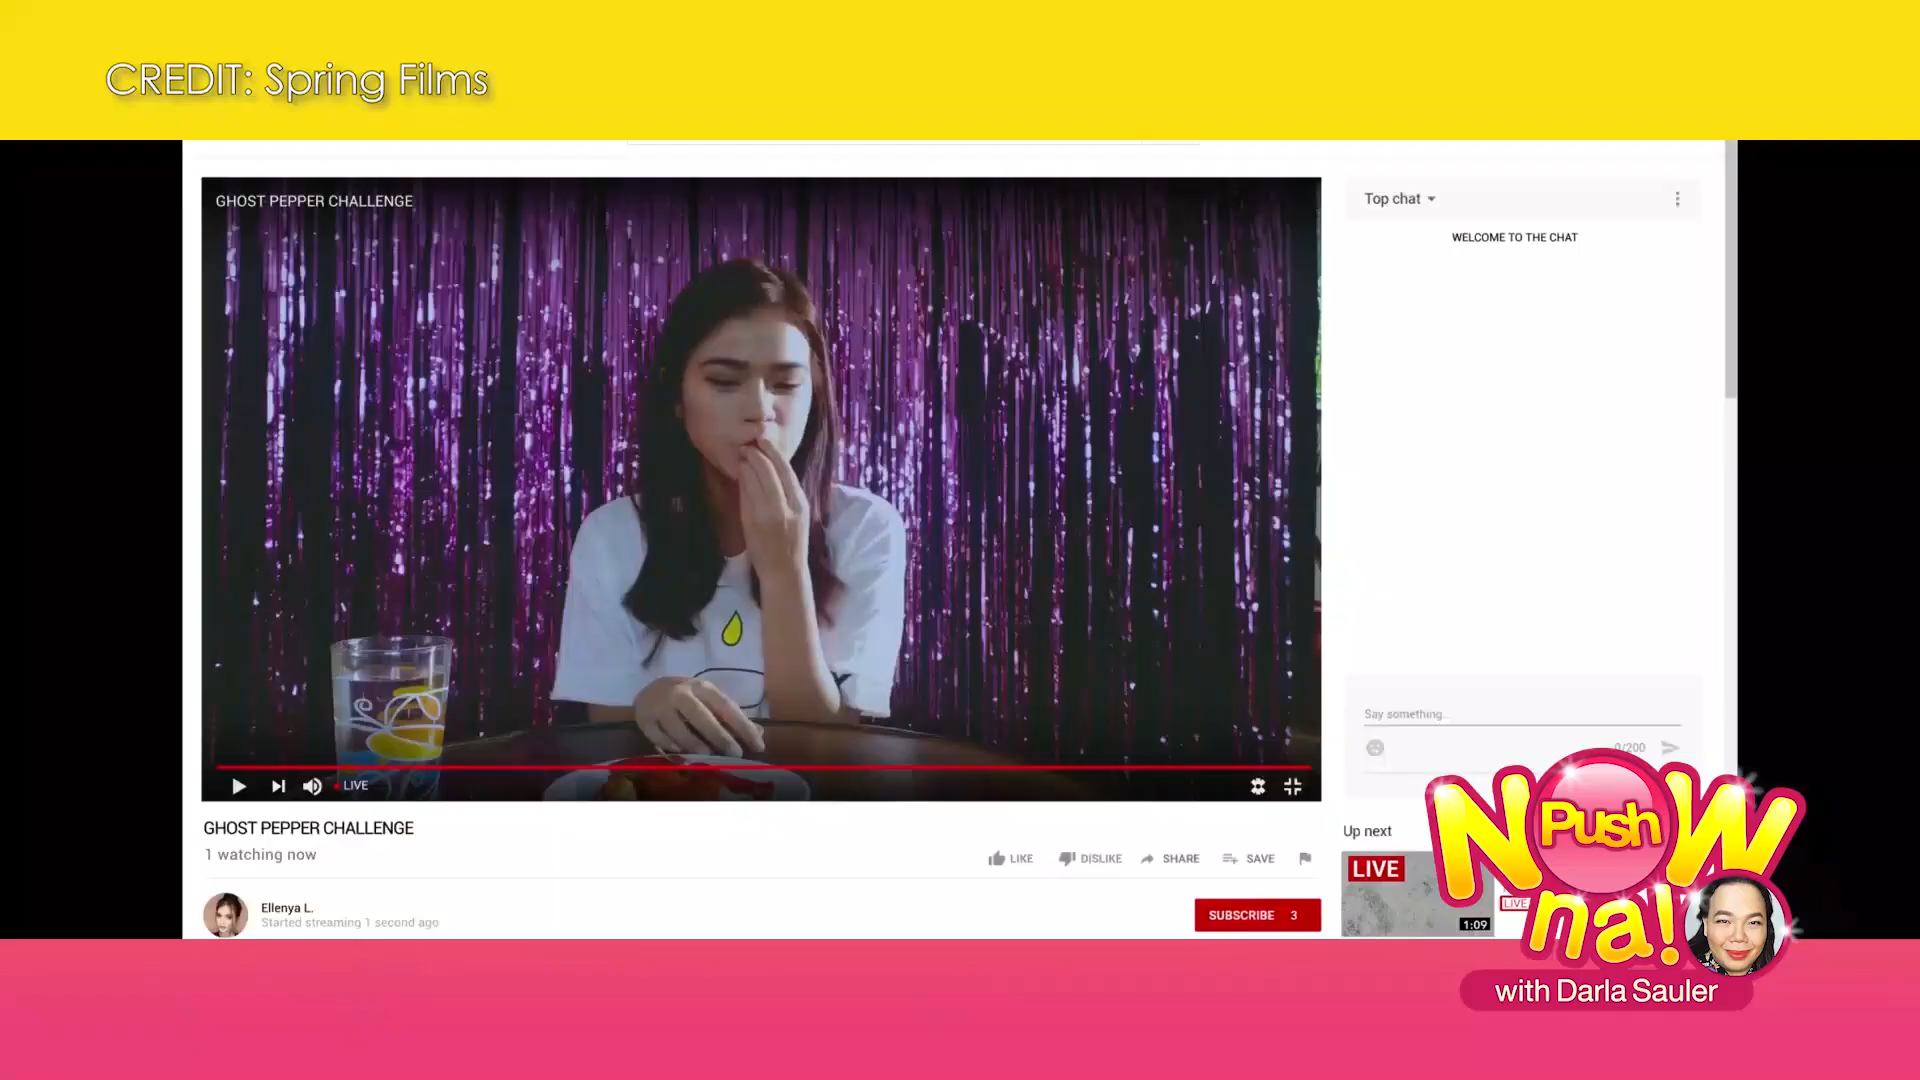 CREDIT: Spring Films
GHOST PEPPER CHALLENGE
Top chat
WELCOME TO THE CHAT
Say something...
0/200
LIVE
GHOST PEPPER CHALLENGE
1 watching now
LIKE
DISLIKE
SHARE
SAVE
Ellenya L.
Started streaming 1 second ago
SUBSCRIBE 3
Up next
LIVE
1:09
LIVE
NOW
Push
na!
with Darla Sauler